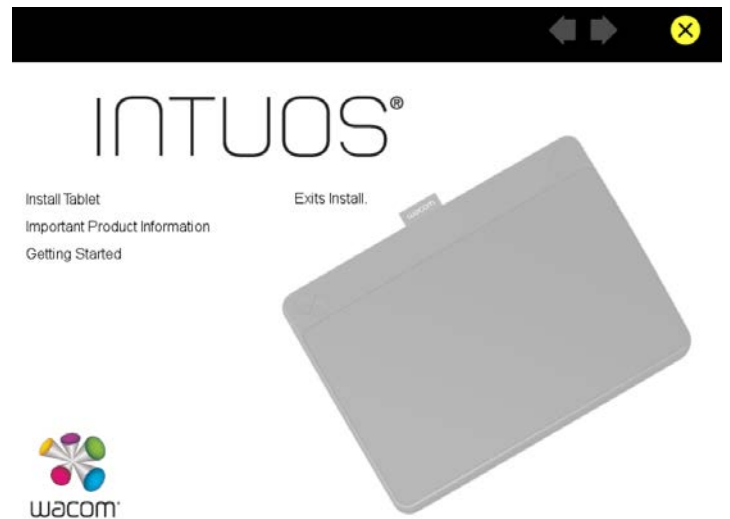 INTUOS®
Install Tablet
Exits Install.
Important Product Information
Getting Started
wacom
wacom